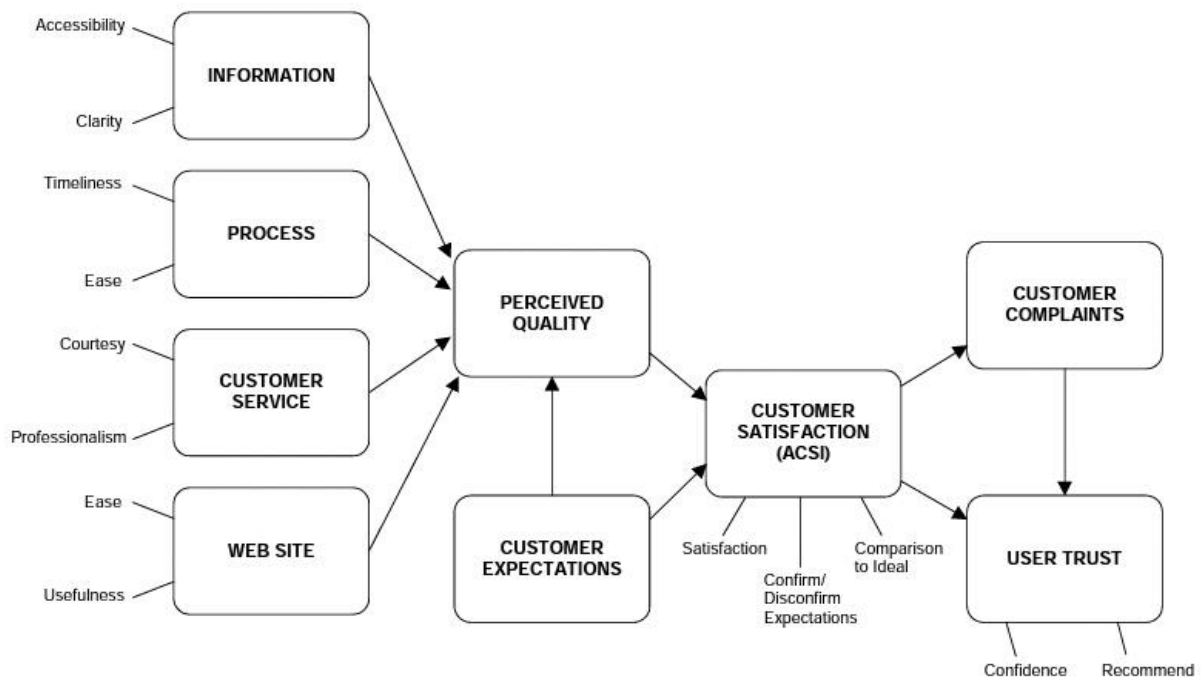 Accessibility
INFORMATION
Clarity
Timeliness
PROCESS
Ease
Courtesy
CUSTOMER
SERVICE
Professionalism
Ease
WEB SITE
Usefulness
PERCEIVED
QUALITY
CUSTOMER
EXPECTATIONS
CUSTOMER
SATISFACTION
(ACSI)
Satisfaction
Confirm/
Disconfirm
Expectations
Comparison
to Ideal
CUSTOMER
COMPLAINTS
USER TRUST
Confidence
Recommend